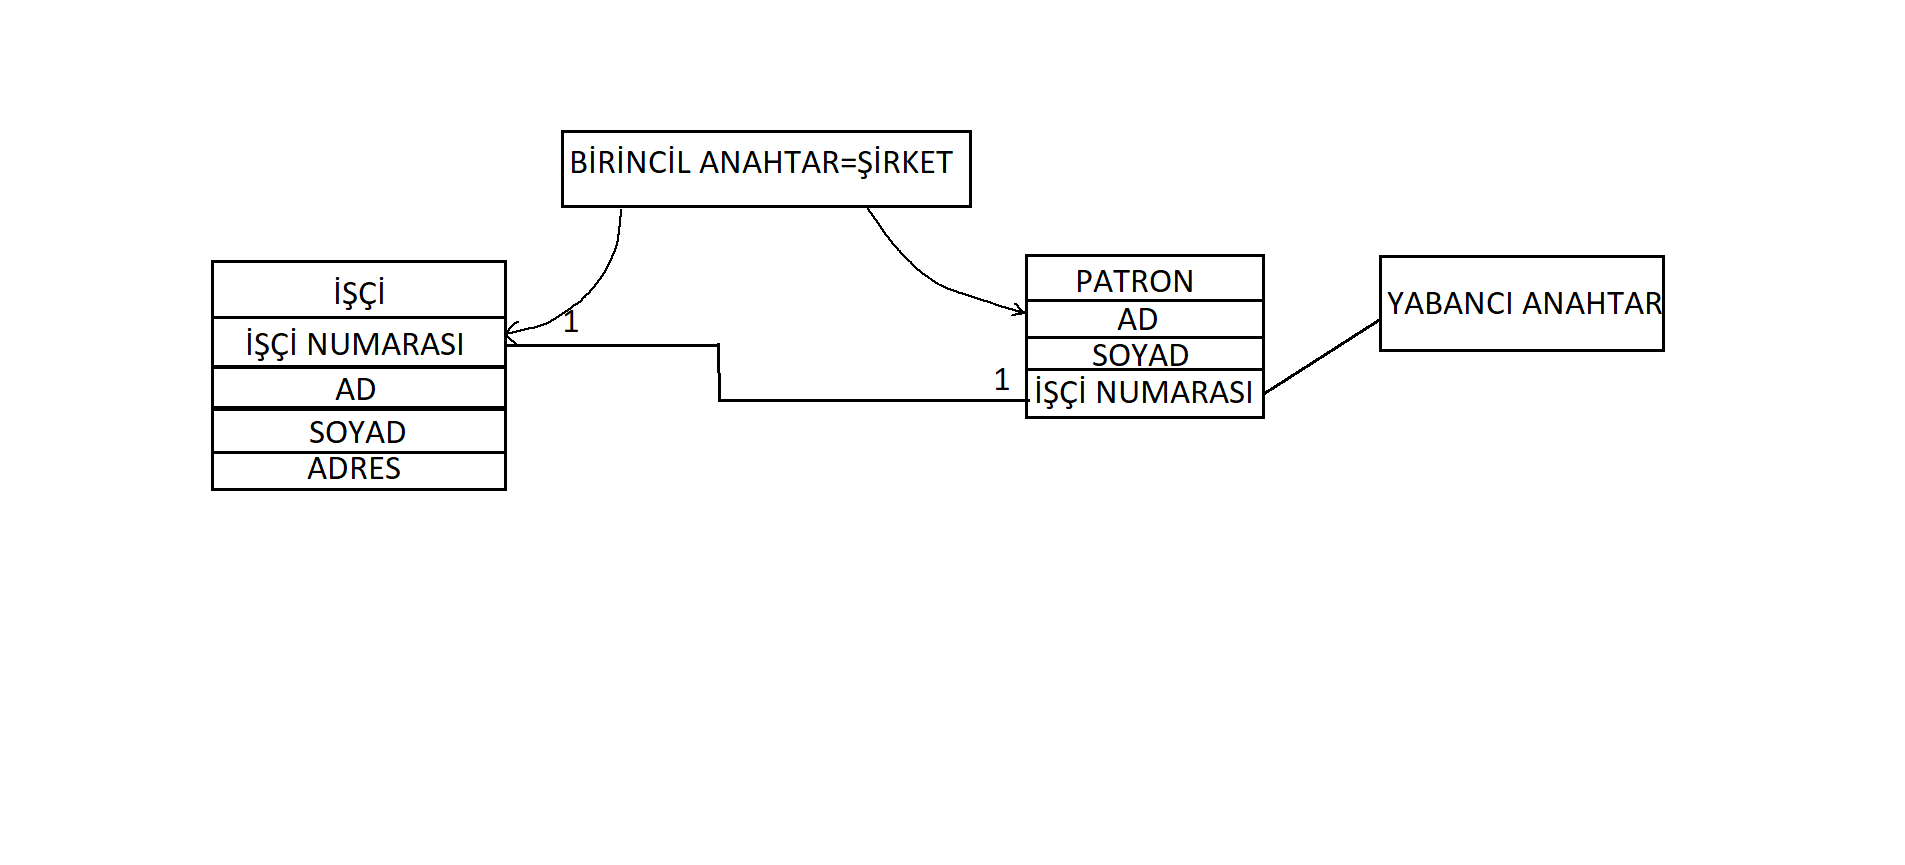 BİRİNCİL ANAHTAR=ŞİRKET
İŞÇİ
İŞÇİ NUMARASI
AD
SOYAD
ADRES
1
1
PATRON
AD
SOYAD
İŞÇİ NUMARASI
YABANCI ANAHTAR